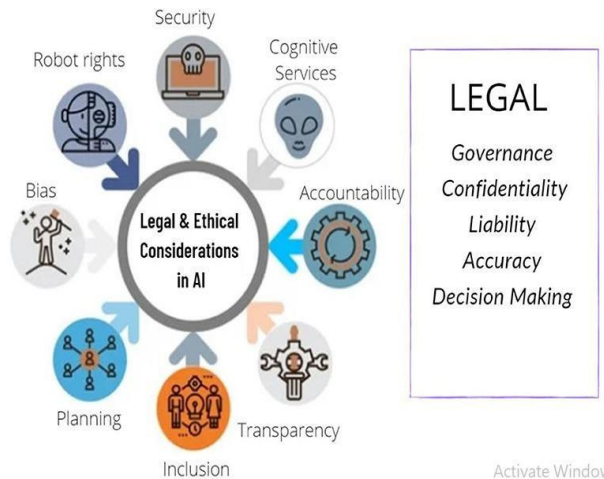 Security
Robot rights
Cognitive
Services
Bias
Accountability
Legal & Ethical
Considerations
in AI
Planning
Transparency
Inclusion
LEGAL
Governance
Confidentiality
Liability
Accuracy
Decision Making
Activate Window